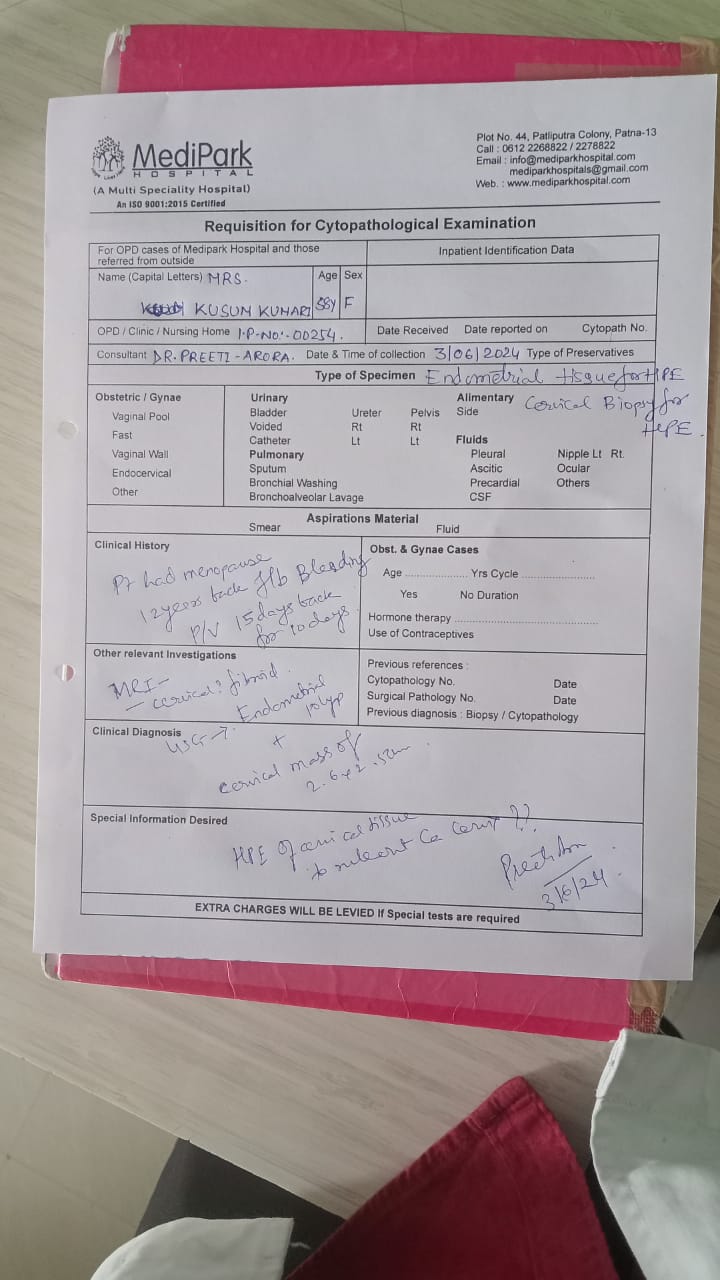 MediPark
HOSPITAL
(A Multi Speciality Hospital)
An ISO 9001:2015 Certified
Plot No. 44, Patliputra Colony, Patna-13
Call : 0612 2268822 / 2278822
Email : info@mediparkhospital.com
mediparkhospitals@gmail.com
Web. : www.mediparkhospital.com
Requisition for Cytopathological Examination
For OPD cases of Medipark Hospital and those
referred from outside
Inpatient Identification Data
Name (Capital Letters) MRS.
KUSUM KUMARI
Age Sex
58y F
OPD / Clinic / Nursing Home I.P-No:-00254.
Date Received Date reported on Cytopath No.
Consultant DR. PREETI - ARORA. Date & Time of collection 3/06/2024 Type of Preservatives
Type of Specimen Endometrial tissue for HPE
Cervical Biopsy for
HPE.
Obstetric / Gynae
Vaginal Pool
Fast
Vaginal Wall
Endocervical
Other
Urinary
Bladder Ureter Pelvis
Voided Rt Rt
Catheter Lt Lt
Pulmonary
Sputum
Bronchial Washing
Bronchoalveolar Lavage
Alimentary
Side
Fluids
Pleural Nipple Lt Rt.
Ascitic Ocular
Precardial Others
CSF
Aspirations Material
Smear Fluid
Clinical History
Pt had menopause
12 years back H/o Bleeding
P/V 15 days back
for 10 days
Obst. & Gynae Cases
Age .................... Yrs Cycle .......................
Yes No Duration
Hormone therapy .............................................
Use of Contraceptives
Other relevant Investigations
MRI -
- cervical? fibroid.
USG → Endometrial
polyp
Previous references :
Cytopathology No. Date
Surgical Pathology No. Date
Previous diagnosis : Biopsy / Cytopathology
Clinical Diagnosis
+
cervical mass of
2.6 x 2.5cm.
Special Information Desired
HPE of cervical tissue
to rule out Ca Cervix ??
3/6/24
EXTRA CHARGES WILL BE LEVIED If Special tests are required